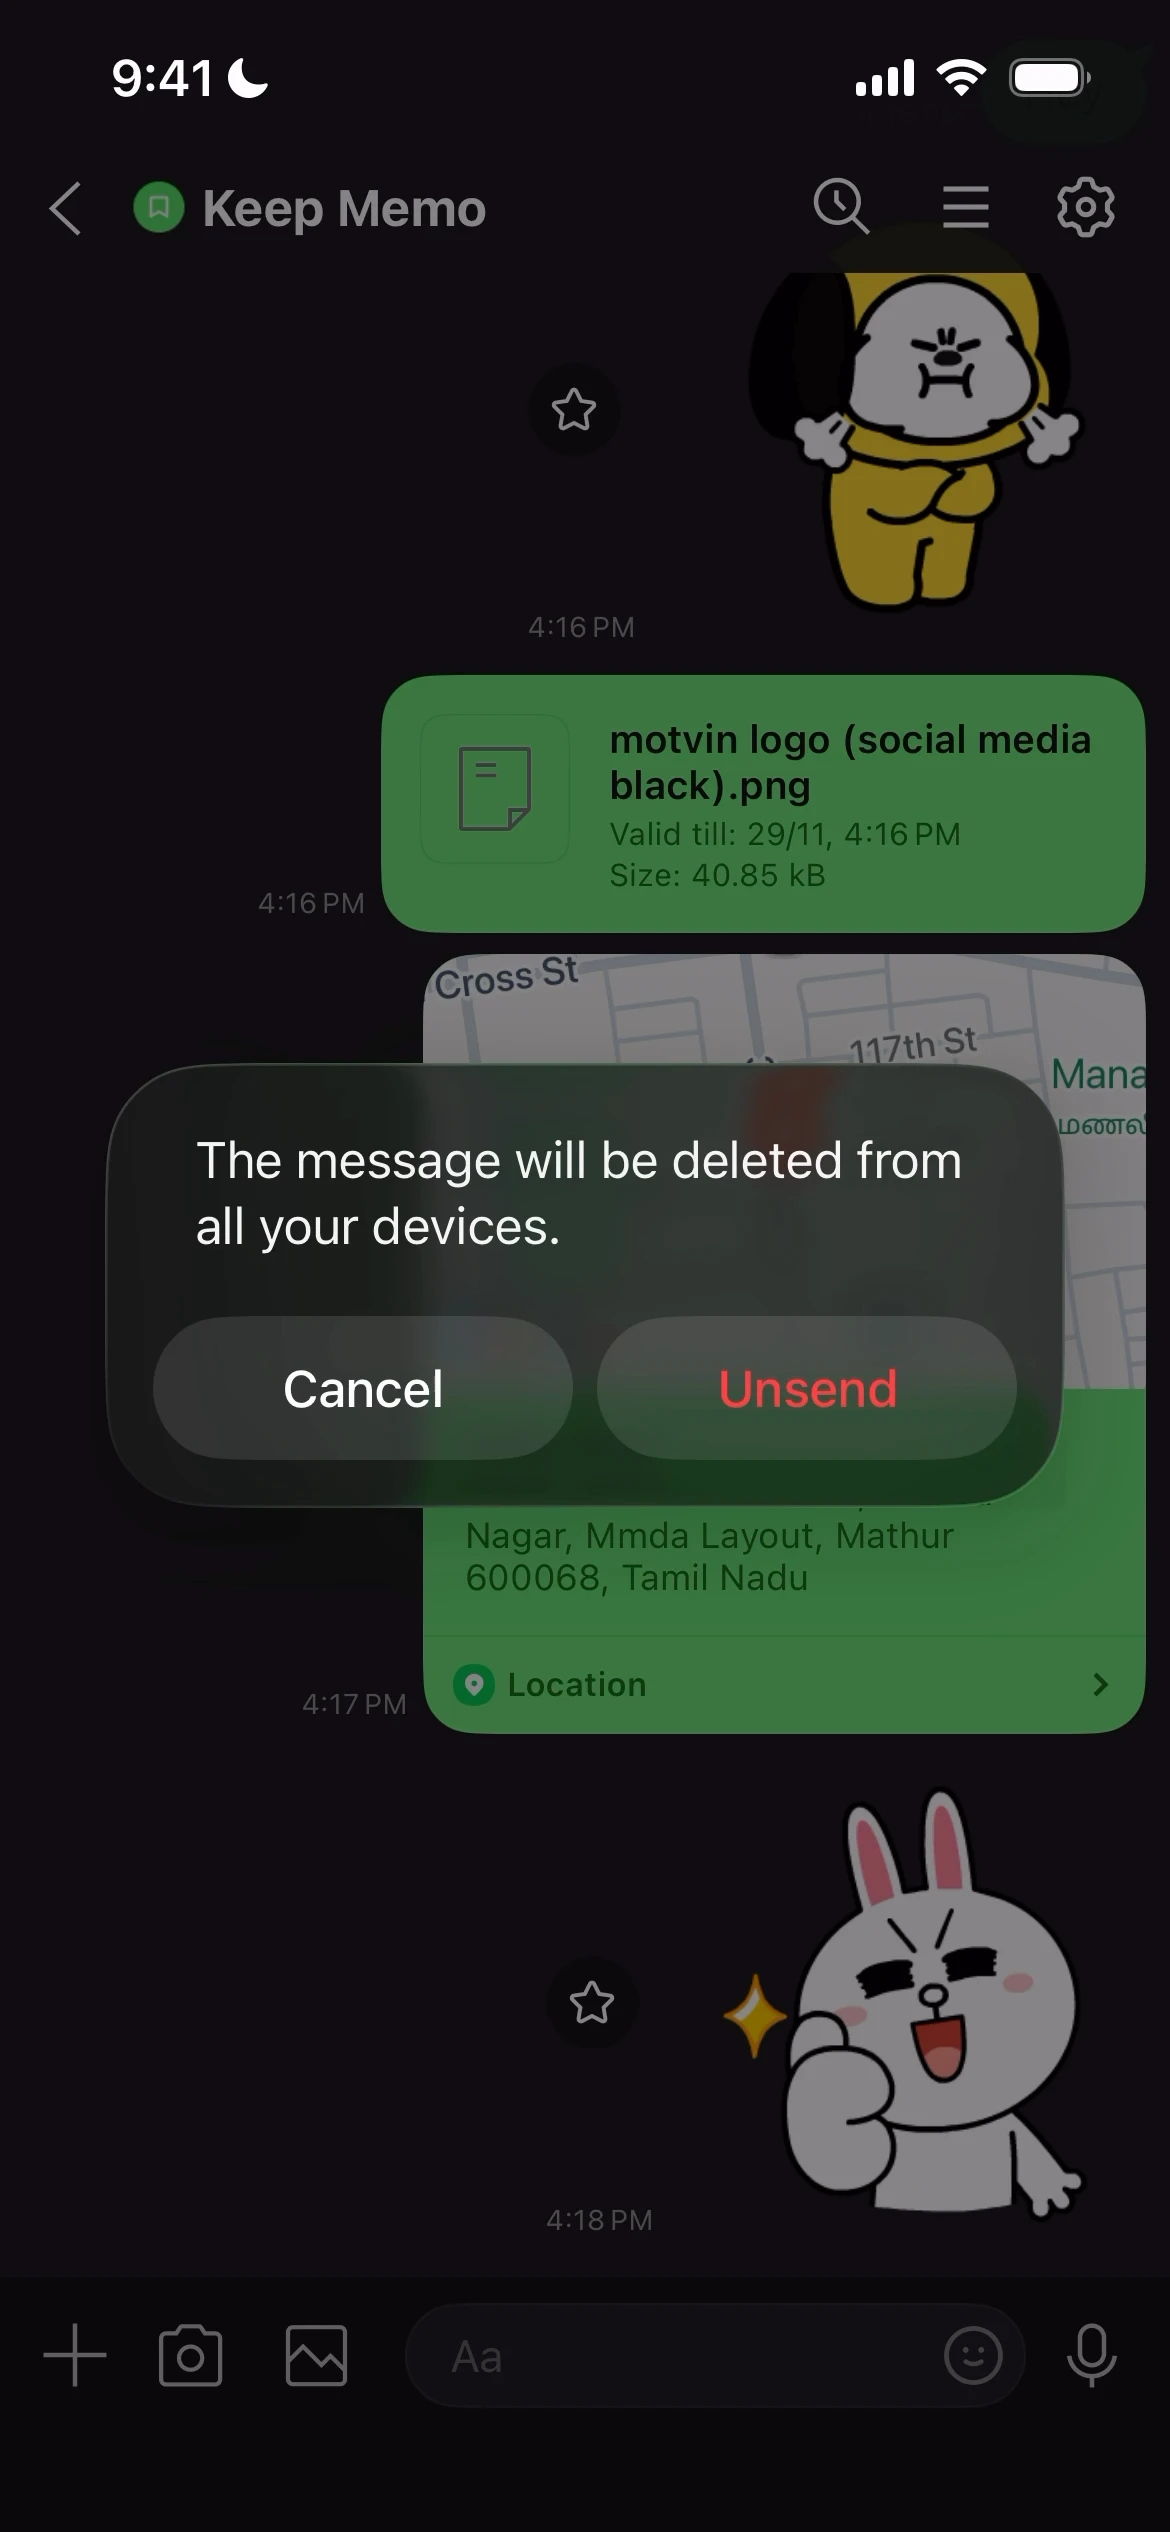 9:41
Keep Memo
4:16 PM
motvin logo (social media
black).png
Valid till: 29/11, 4:16 PM
Size: 40.85 kB
4:16 PM
Cross St
117th St
The message will be deleted from
all your devices.
Cancel
Unsend
Nagar, Mmda Layout, Mathur
600068, Tamil Nadu
Location
4:17 PM
4:18 PM
Aa